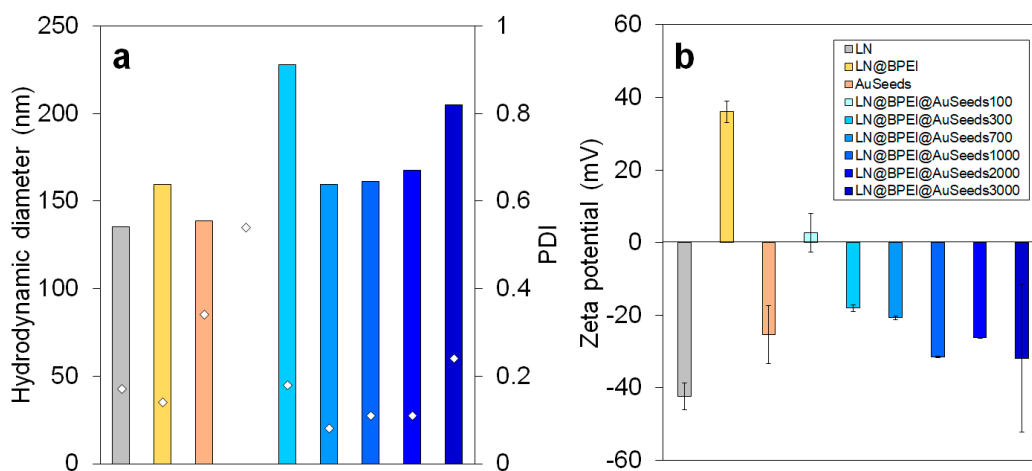 a
Hydrodynamic diameter (nm)
250
200
150
100
50
0
1
0.8
0.6
0.4
0.2
0
PDI
b
Zeta potential (mV)
60
40
20
0
-20
-40
-60
LN
LN@BPEI
AuSeeds
LN@BPEI@AuSeeds100
LN@BPEI@AuSeeds300
LN@BPEI@AuSeeds700
LN@BPEI@AuSeeds1000
LN@BPEI@AuSeeds2000
LN@BPEI@AuSeeds3000